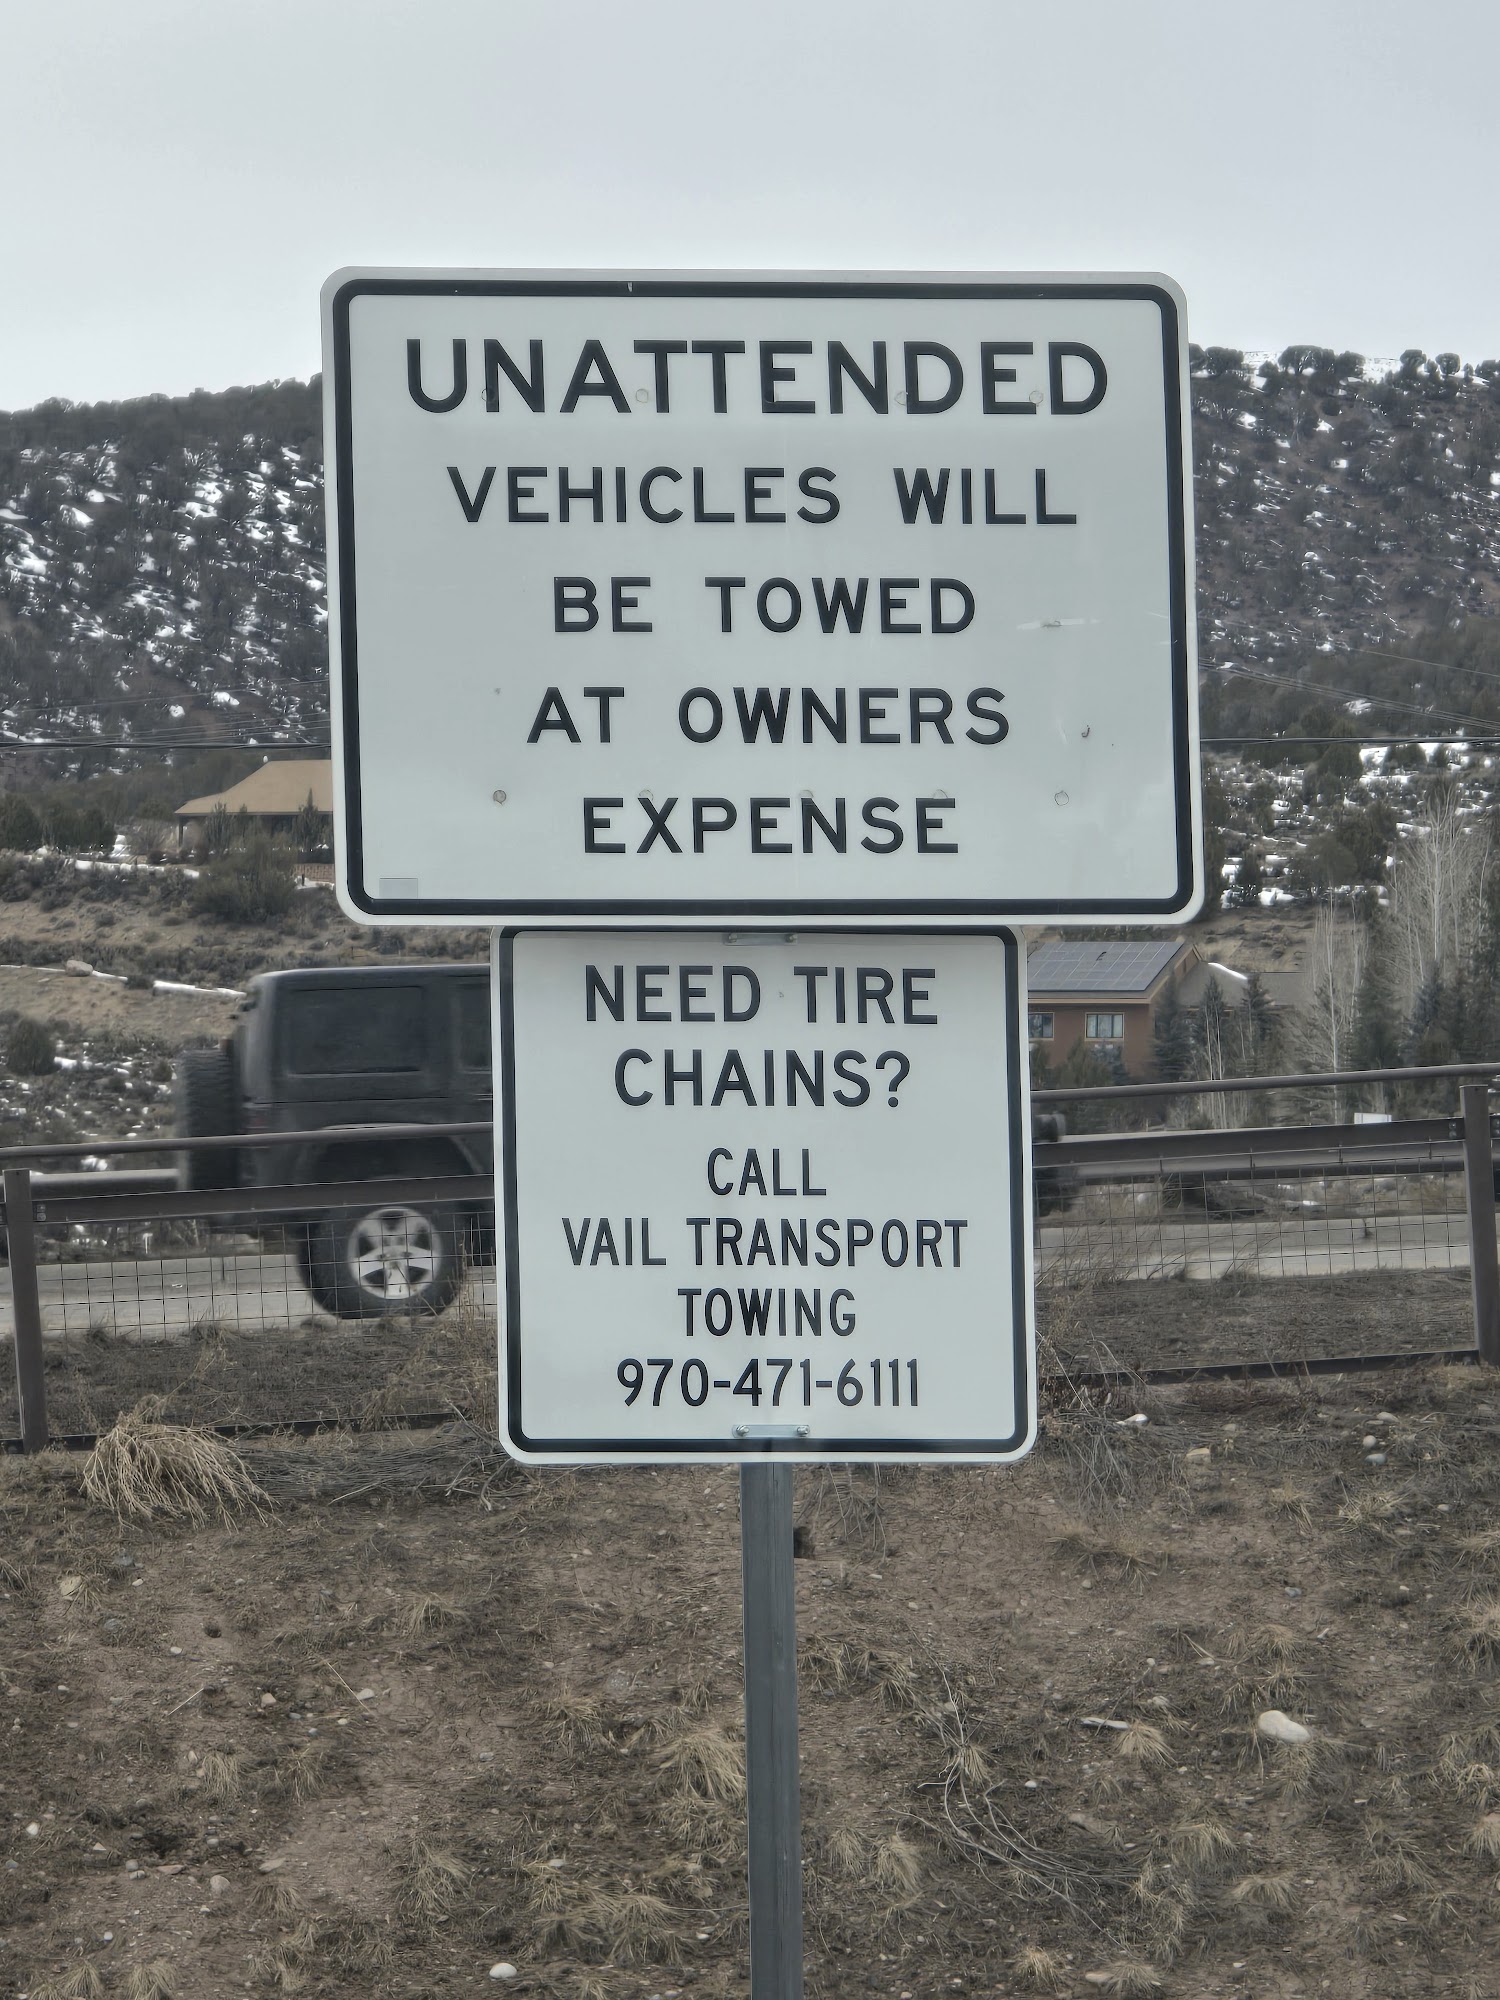 UNATTENDED
VEHICLES WILL
BE TOWED
AT OWNERS
EXPENSE
NEED TIRE
CHAINS?
CALL
VAIL TRANSPORT
TOWING
970-471-6111